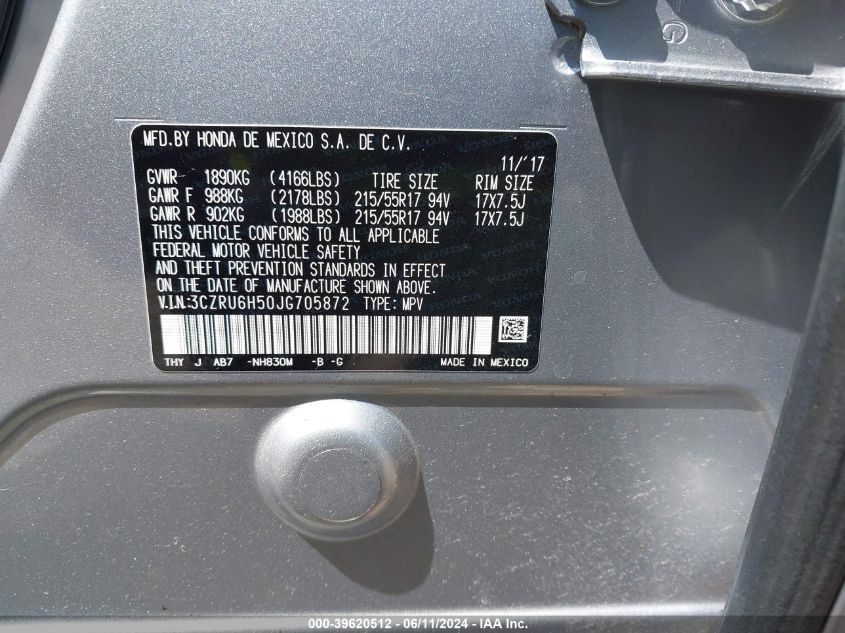 MFD.BY HONDA DE MEXICO S.A. DE C.V.
11/'17
GVWR 1890KG (4166LBS) TIRE SIZE RIM SIZE
GAWR F 988KG (2178LBS) 215/55R17 94V 17X7.5J
GAWR R 902KG (1988LBS) 215/55R17 94V 17X7.5J
THIS VEHICLE CONFORMS TO ALL APPLICABLE
FEDERAL MOTOR VEHICLE SAFETY
AND THEFT PREVENTION STANDARDS IN EFFECT
ON THE DATE OF MANUFACTURE SHOWN ABOVE.
V.I.N:3CZRU6H50JG705872 TYPE: MPV
THY J AB7 -NH830M -B -G MADE IN MEXICO
000-39620512 - 06/11/2024 - IAA Inc.